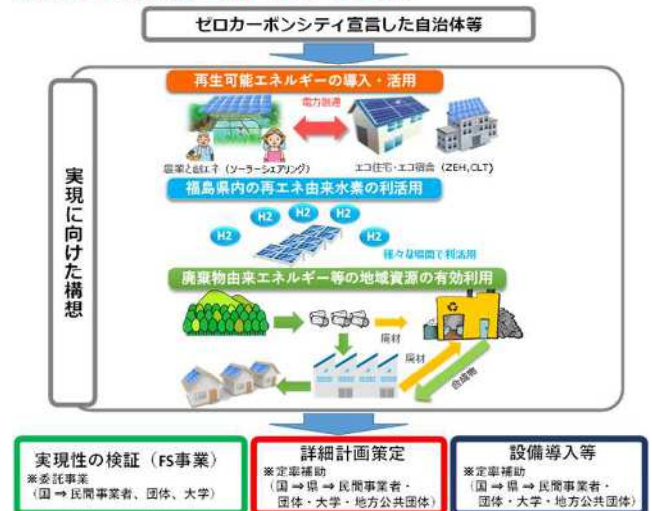 ゼロカーボンシティ宣言した自治体等
実現に向けた構想
再生可能エネルギーの導入・活用
電力融通
農業と創エネ (ソーラーシェアリング)
エコ住宅・エコ宿舎 (ZEH,CLT)
福島県内の再エネ由来水素の利活用
H2
H2
H2
H2
H2
様々な場面で利活用
廃棄物由来エネルギー等の地域資源の有効利用
廃材
廃材
合成物
実現性の検証(FS事業)
※委託事業
(国 ⇒ 民間事業者、団体、大学)
詳細計画策定
※定率補助
(国 ⇒ 県 ⇒ 民間事業者・
団体・大学・地方公共団体)
設備導入等
※定率補助
(国 ⇒ 県 ⇒ 民間事業者・
団体・大学・地方公共団体)